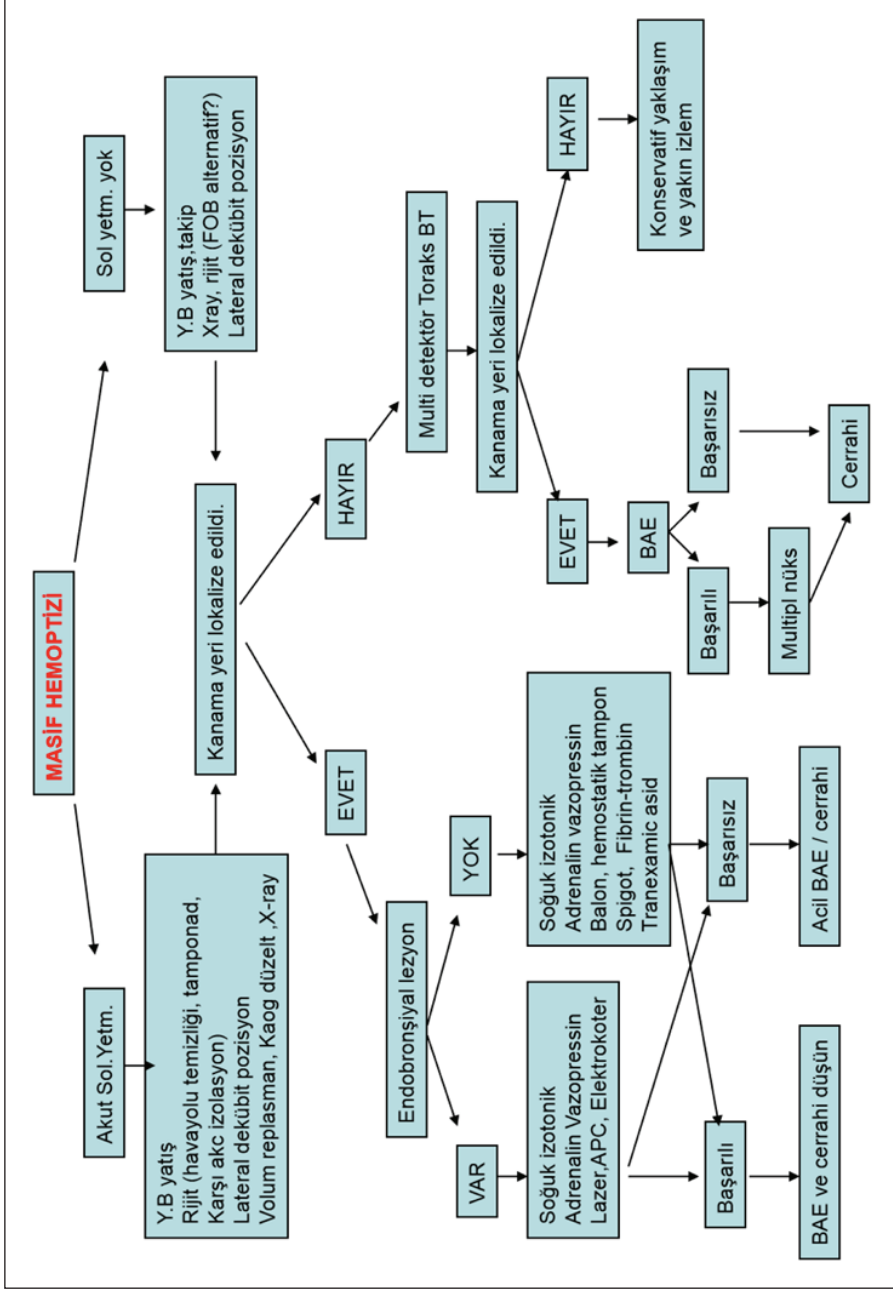 MASİF HEMOPTİZİ
Akut Sol.Yetm.
Sol yetm. yok
Y.B yatış
Rijit (havayolu temizliği, tamponad,
Karşı akc izolasyon)
Lateral dekübit pozisyon
Volum replasman, Kaog düzelt ,X-ray
Y.B yatış,takip
Xray, rijit (FOB alternatif?)
Lateral dekübit pozisyon
Kanama yeri lokalize edildi.
EVET
HAYIR
Endobronşiyal lezyon
Multi detektör Toraks BT
VAR
YOK
Kanama yeri lokalize edildi.
Soğuk izotonik
Adrenalin Vazopressin
Lazer,APC, Elektrokoter
Soğuk izotonik
Adrenalin vazopressin
Balon, hemostatik tampon
Spigot,  Fibrin-trombin
Tranexamic asid
EVET
HAYIR
BAE
Konservatif yaklaşım
ve yakın izlem
Başarılı
Başarısız
Başarılı
Başarısız
Multipl nüks
BAE ve cerrahi düşün
Acil BAE / cerrahi
Cerrahi